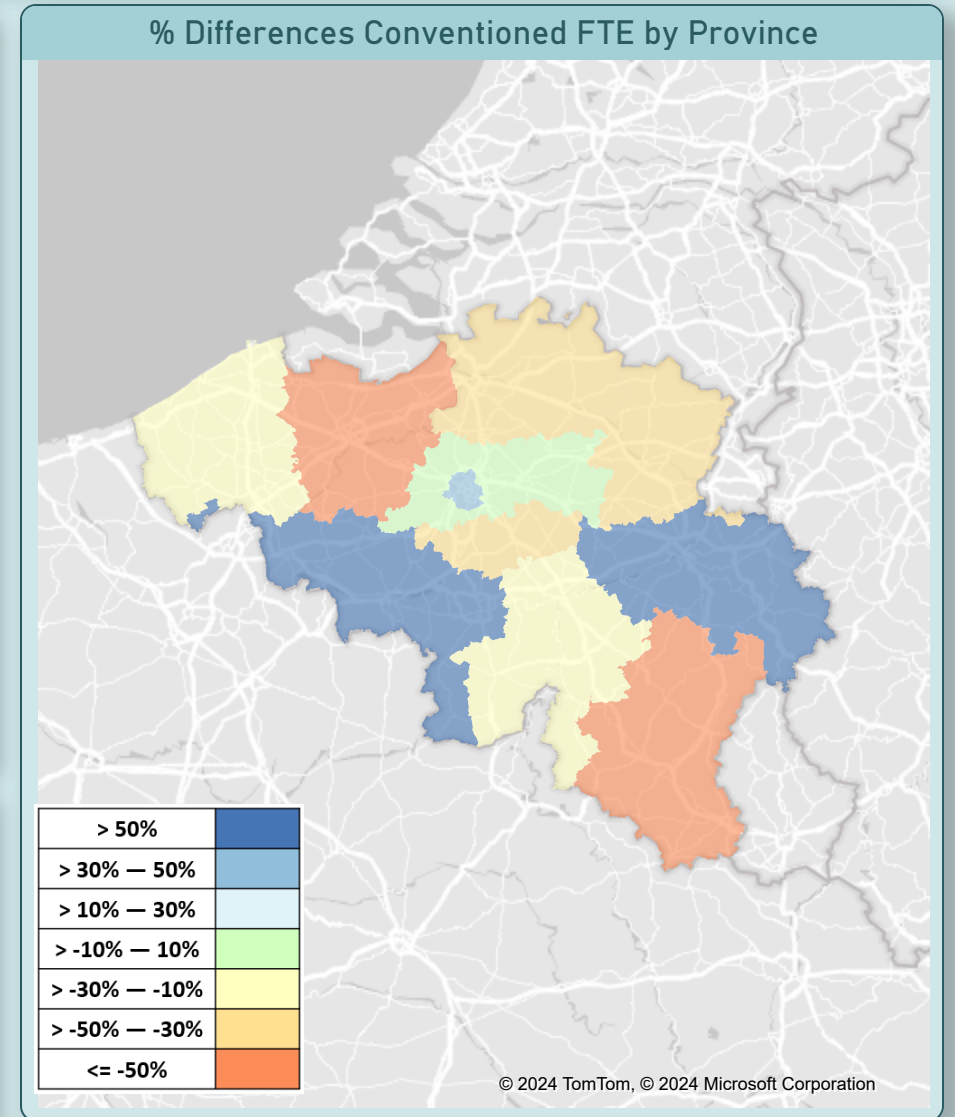 % Differences Conventioned FTE by Province
> 50%
> 30% — 50%
> 10% — 30%
> -10% — 10%
> -30% — -10%
> -50% — -30%
<= -50%
© 2024 TomTom, © 2024 Microsoft Corporation